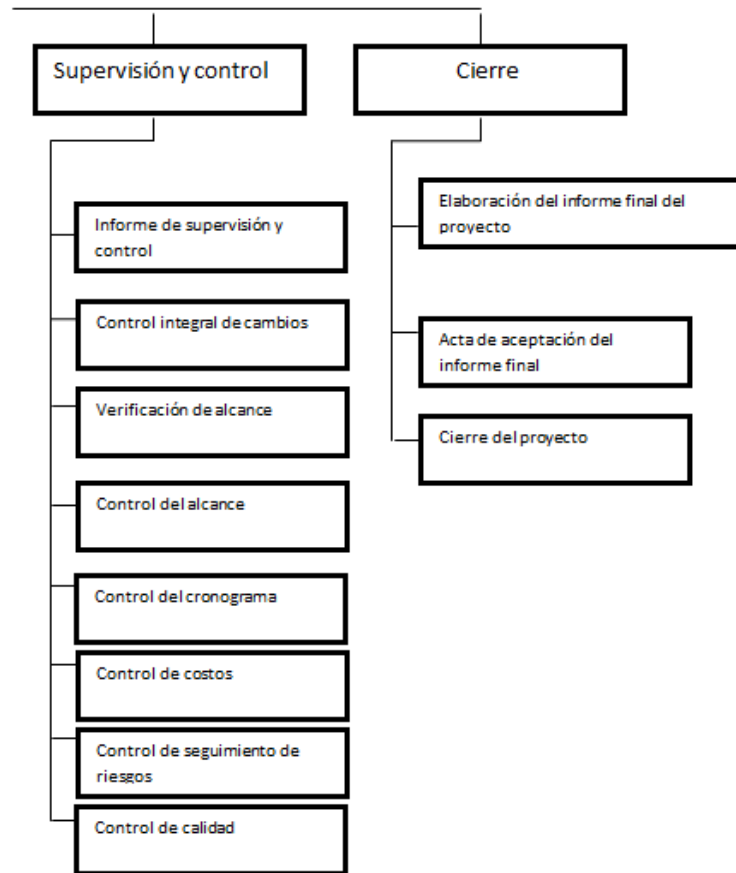 Supervisión y control
Informe de supervisión y
control
Control integral de cambios
Verificación de alcance
Control del alcance
Control del cronograma
Control de costos
Control de seguimiento de
riesgos
Control de calidad
Cierre
Elaboración del informe final del
proyecto
Acta de aceptación del
informe final
Cierre del proyecto